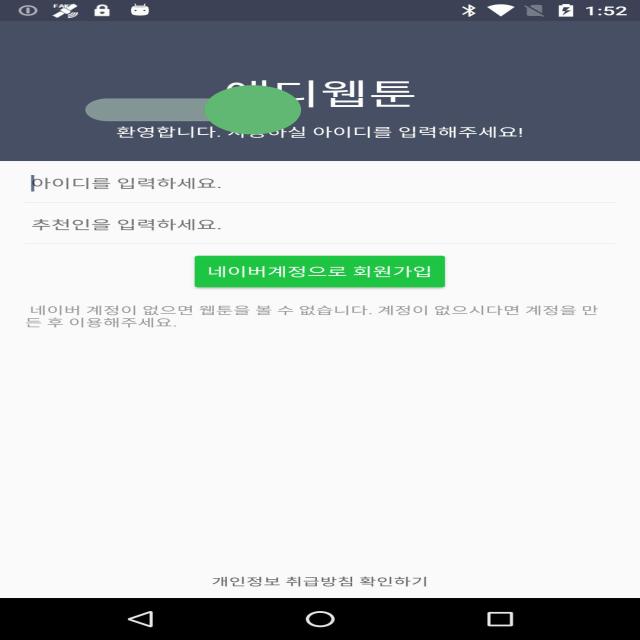 1:52
디웹툰
환영합니다. 아이디를 입력해주세요!
아이디를 입력하세요.
추천인을 입력하세요.
네이버계정으로 회원가입
네이버 계정이 없으면 웹툰을 볼 수 없습니다. 계정이 없으시다면 계정을 만
든 후 이용해주세요.
개인정보 취급방침 확인하기